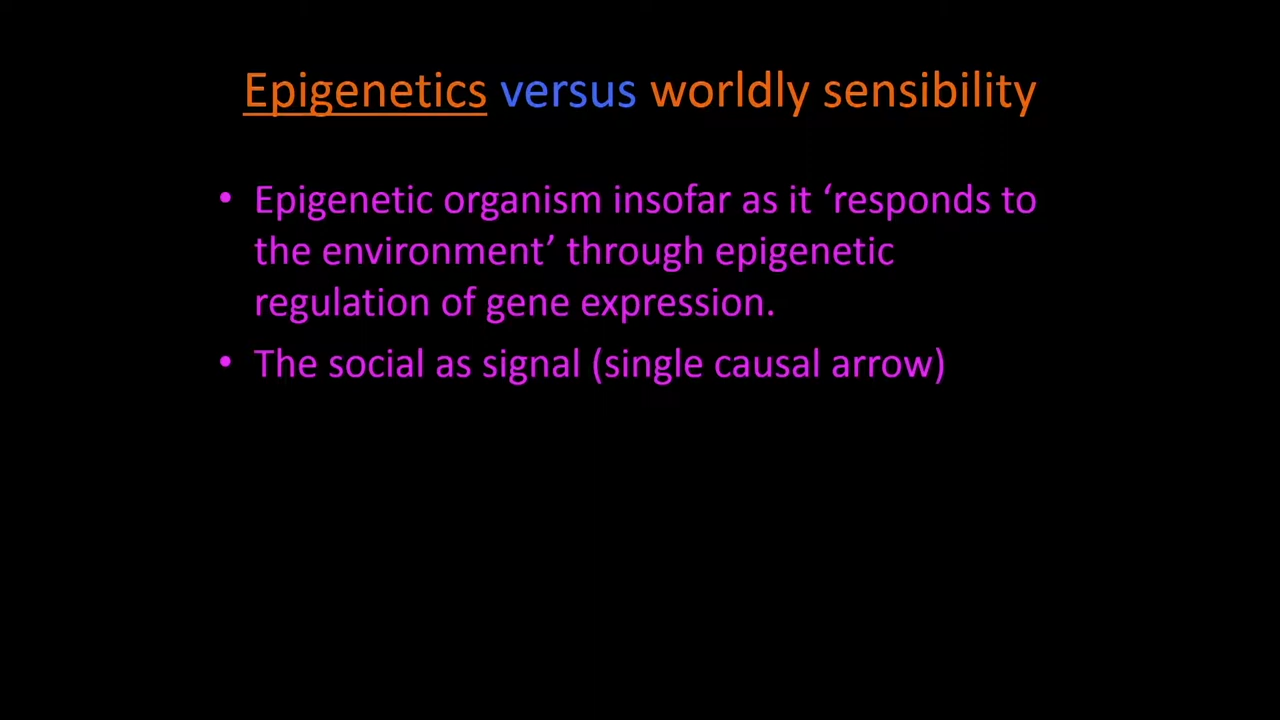 Epigenetics versus worldly sensibility
• Epigenetic organism insofar as it ‘responds to
the environment’ through epigenetic
regulation of gene expression.
• The social as signal (single causal arrow)